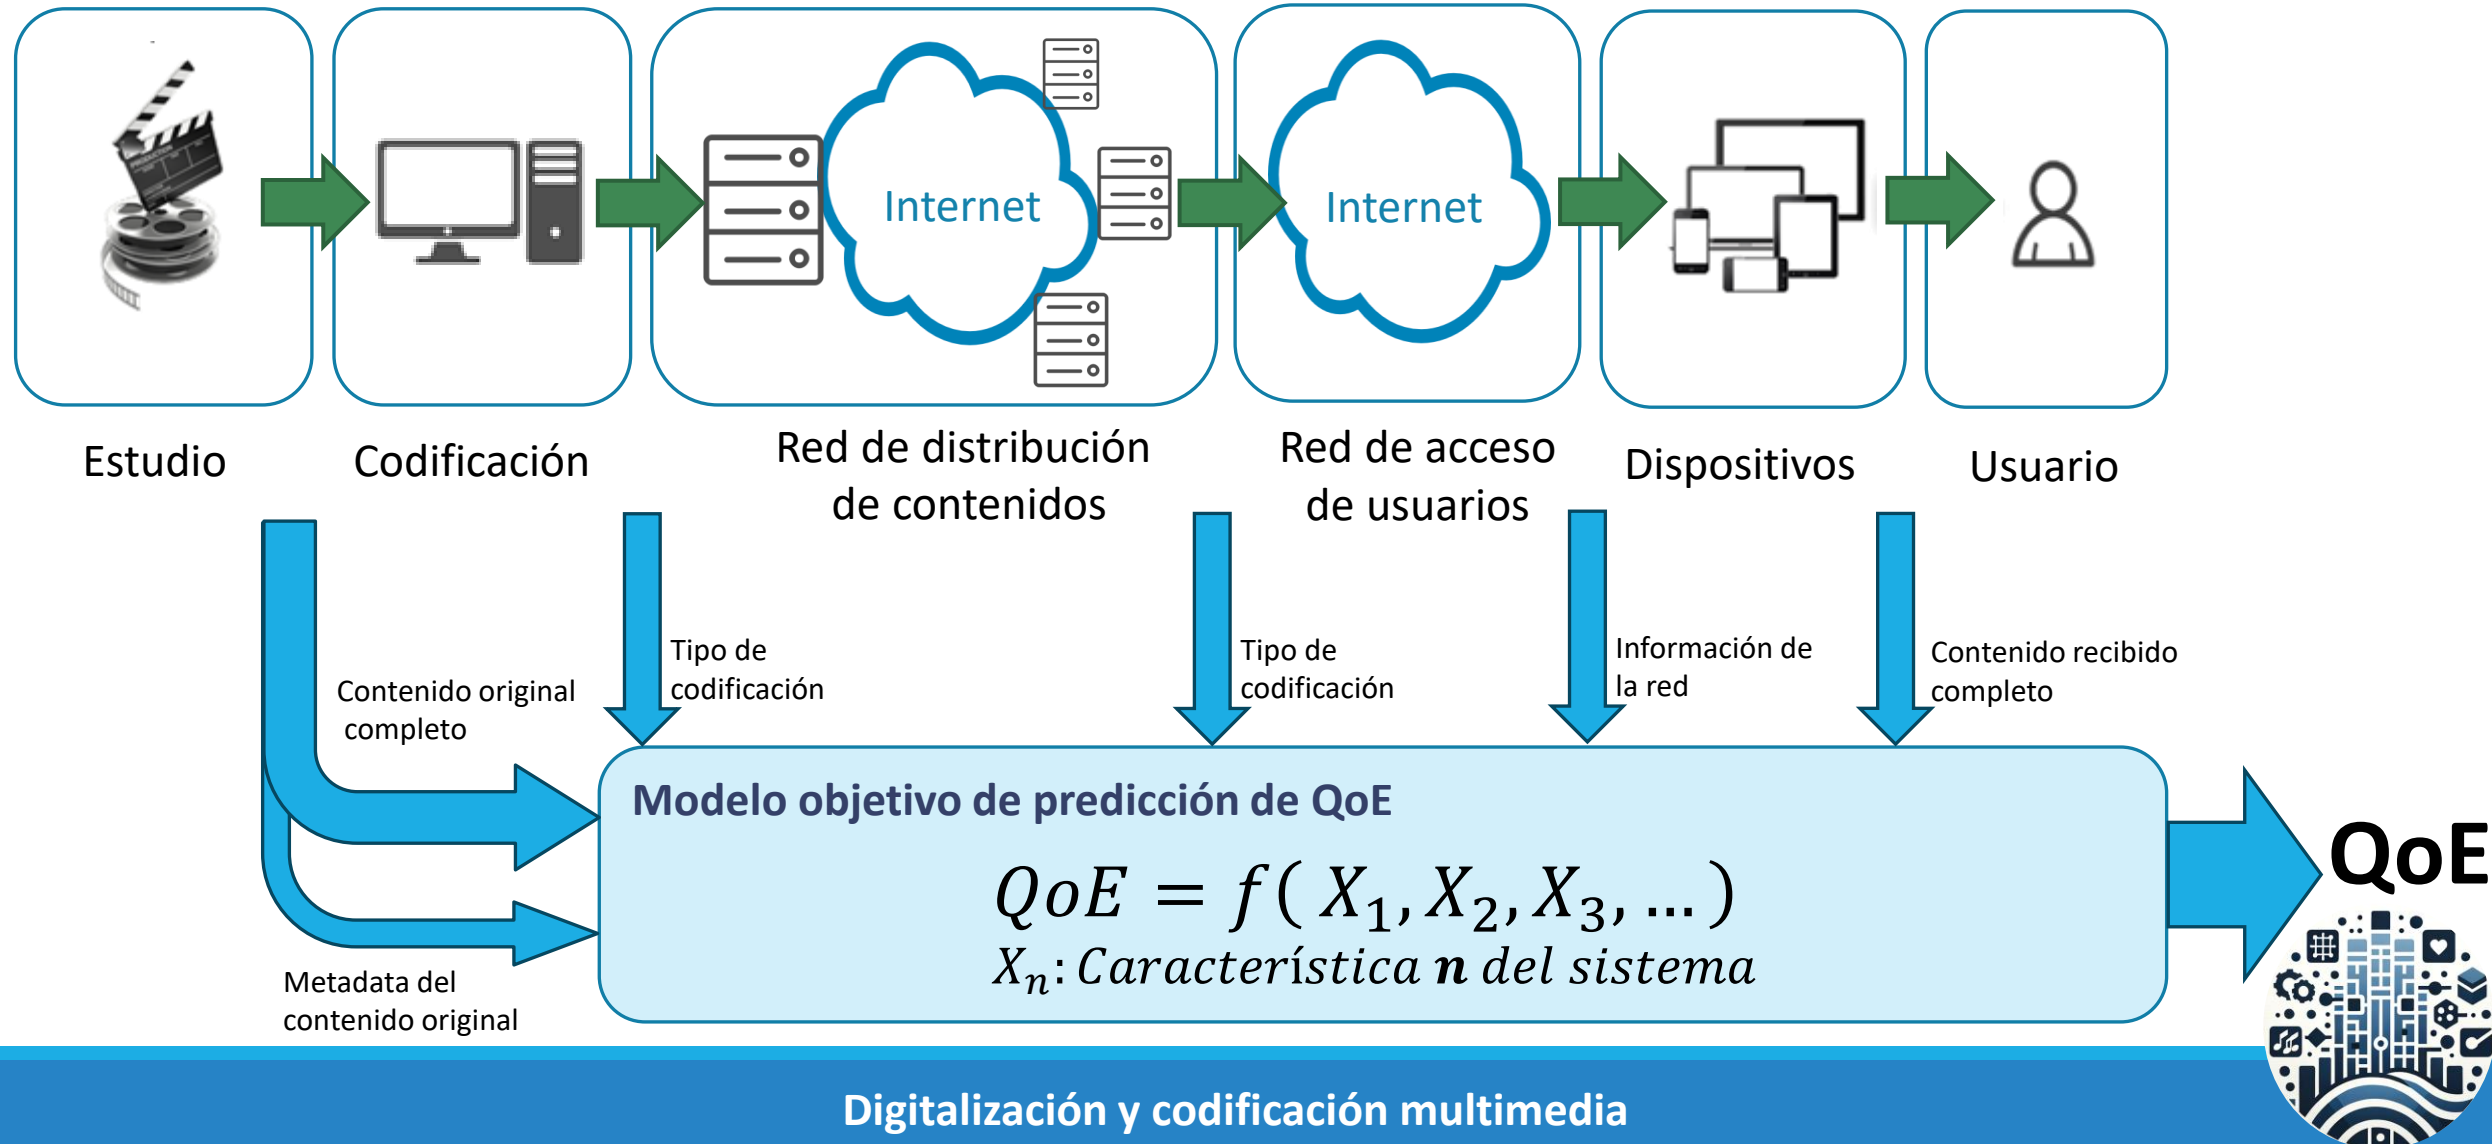 Internet
Internet
Estudio
Codificación
Red de distribución
de contenidos
Red de acceso
de usuarios
Dispositivos
Usuario
Contenido original
completo
Tipo de
codificación
Tipo de
codificación
Información de
la red
Contenido recibido
completo
Metadata del
contenido original
Modelo objetivo de predicción de QoE
QoE = f( X₁, X₂, X₃, … )
Xₙ: Característica n del sistema
QoE
Digitalización y codificación multimedia